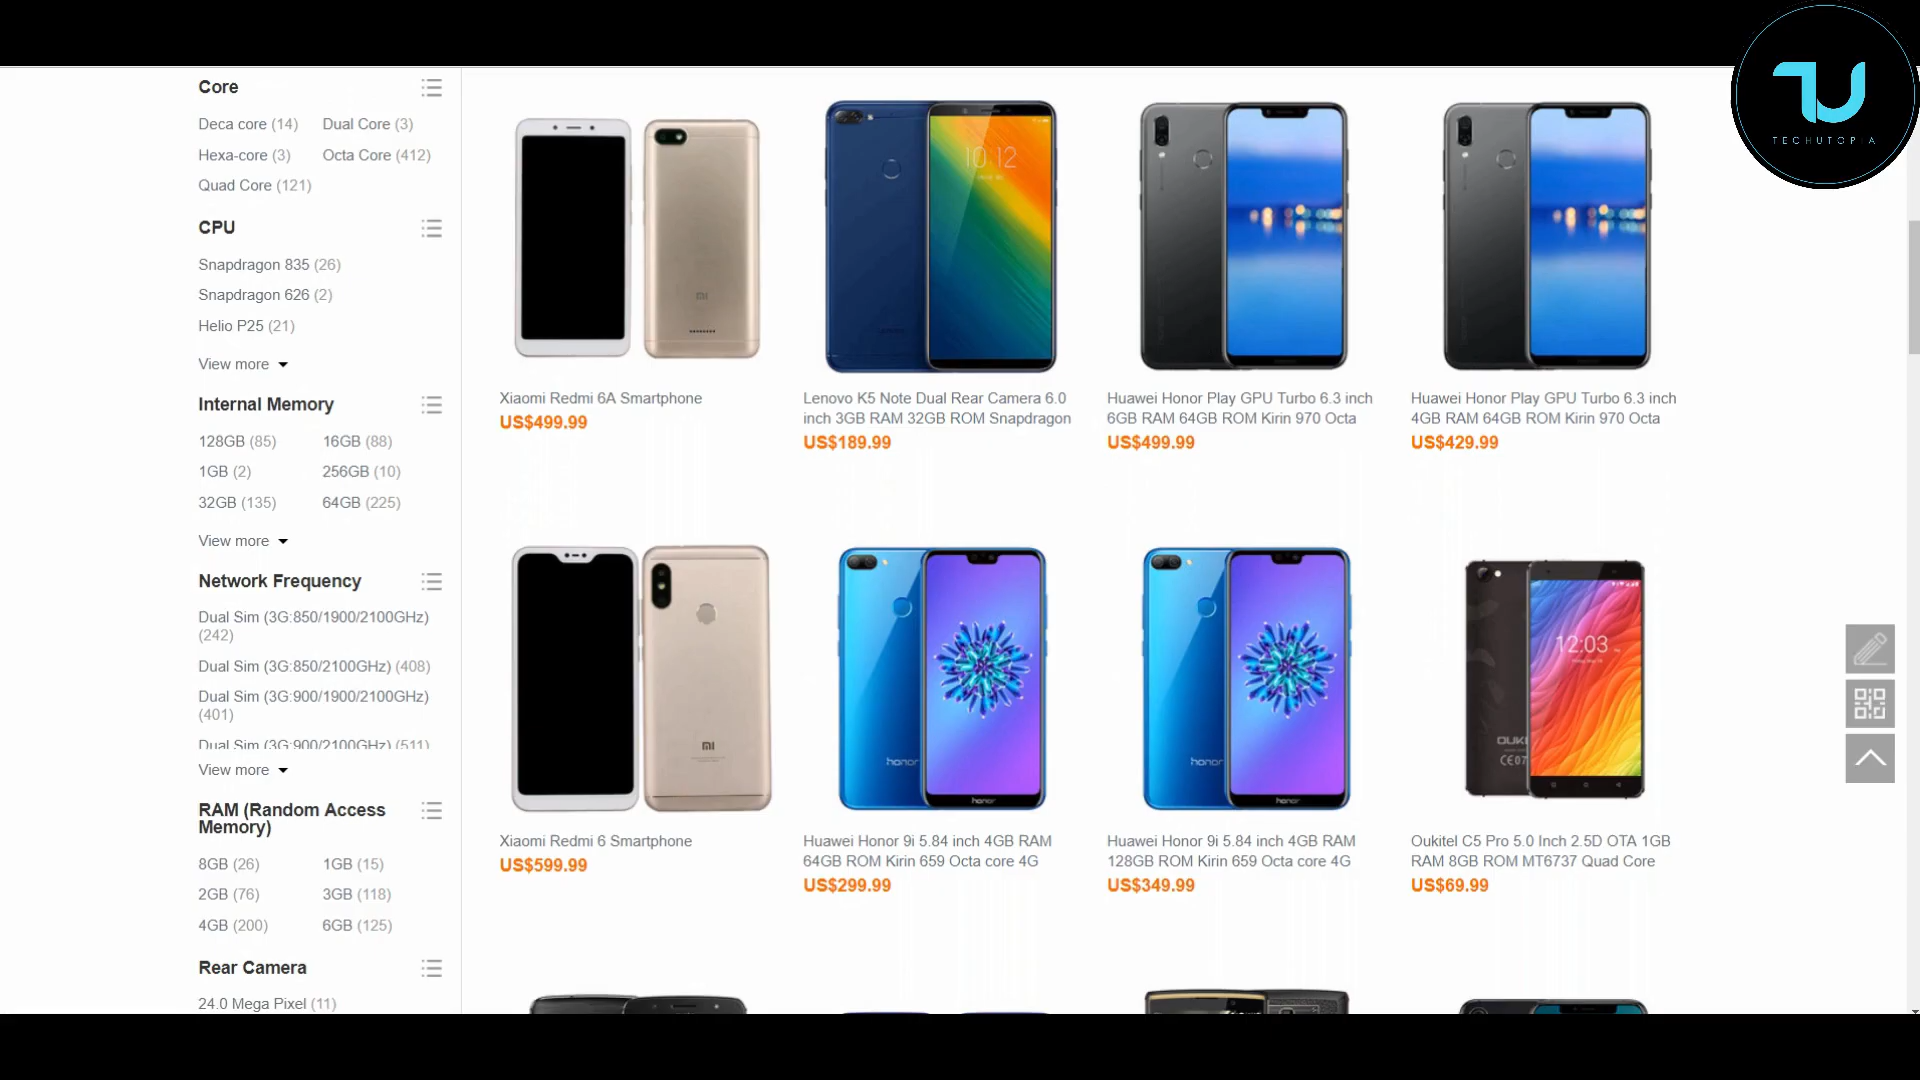 TECHUTOPIA
Core
Deca core (14) Dual Core (3)
Hexa-core (3) Octa Core (412)
Quad Core (121)
CPU
Snapdragon 835 (26)
Snapdragon 626 (2)
Helio P25 (21)
View more
Internal Memory
128GB (85) 16GB (88)
1GB (2) 256GB (10)
32GB (135) 64GB (225)
View more
Network Frequency
Dual Sim (3G:850/1900/2100GHz)
(242)
Dual Sim (3G:850/2100GHz) (408)
Dual Sim (3G:900/1900/2100GHz)
(401)
Dual Sim (3G:900/2100GHz) (511)
View more
RAM (Random Access
Memory)
8GB (26) 1GB (15)
2GB (76) 3GB (118)
4GB (200) 6GB (125)
Rear Camera
24.0 Mega Pixel (11)
10:12
Xiaomi Redmi 6A Smartphone
US$499.99
Lenovo K5 Note Dual Rear Camera 6.0
inch 3GB RAM 32GB ROM Snapdragon
US$189.99
Huawei Honor Play GPU Turbo 6.3 inch
6GB RAM 64GB ROM Kirin 970 Octa
US$499.99
Huawei Honor Play GPU Turbo 6.3 inch
4GB RAM 64GB ROM Kirin 970 Octa
US$429.99
honor
honor
honor
honor
12:03
OUKI
Xiaomi Redmi 6 Smartphone
US$599.99
Huawei Honor 9i 5.84 inch 4GB RAM
64GB ROM Kirin 659 Octa core 4G
US$299.99
Huawei Honor 9i 5.84 inch 4GB RAM
128GB ROM Kirin 659 Octa core 4G
US$349.99
Oukitel C5 Pro 5.0 Inch 2.5D OTA 1GB
RAM 8GB ROM MT6737 Quad Core
US$69.99